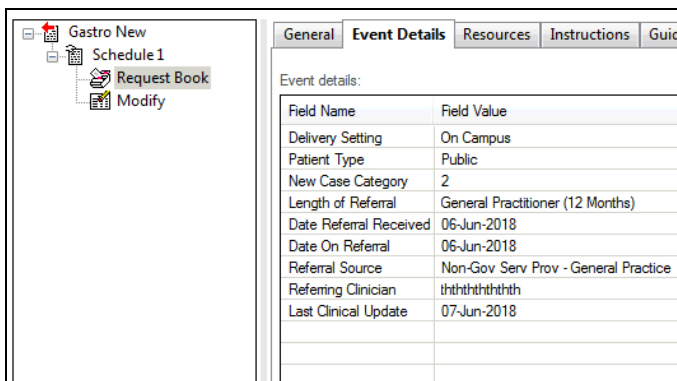 Gastro New
Schedule 1
Request Book
Modify
General Event Details Resources Instructions Guid
Event details:
Field Name Field Value
Delivery Setting On Campus
Patient Type Public
New Case Category 2
Length of Referral General Practitioner (12 Months)
Date Referral Received 06-Jun-2018
Date On Referral 06-Jun-2018
Referral Source Non-Gov Serv Prov - General Practice
Referring Clinician thththththththth
Last Clinical Update 07-Jun-2018